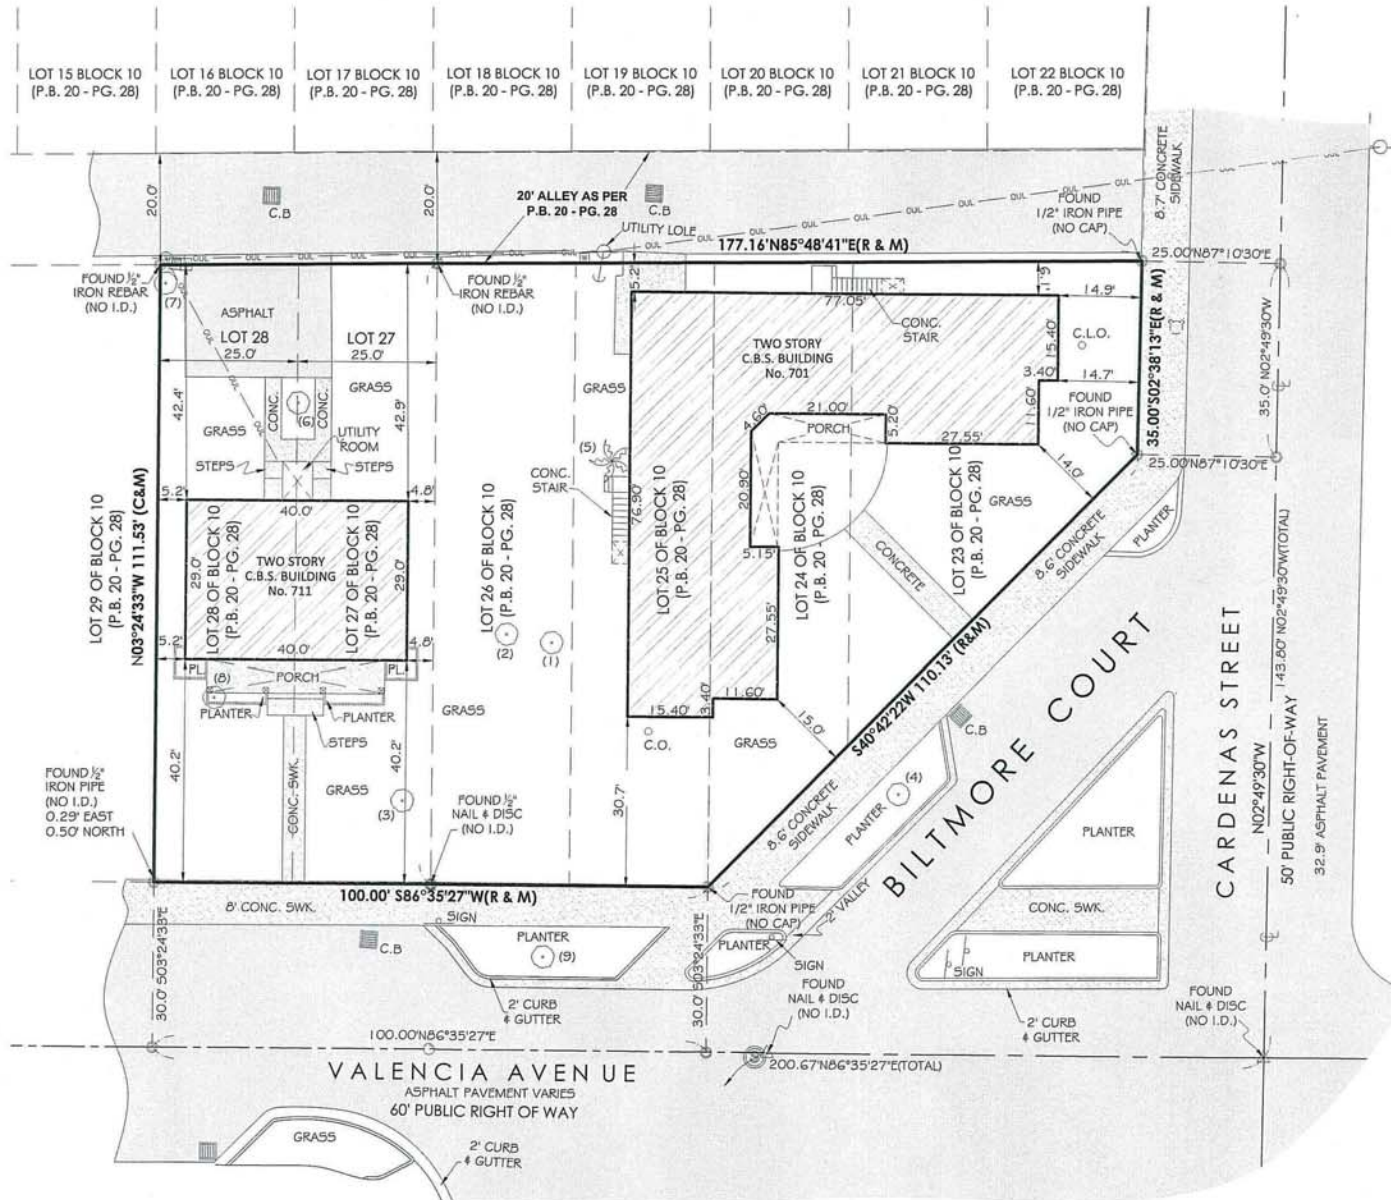 LOT 15 BLOCK 10
(P.B. 20 - PG. 28)
LOT 16 BLOCK 10
(P.B. 20 - PG. 28)
LOT 17 BLOCK 10
(P.B. 20 - PG. 28)
LOT 18 BLOCK 10
(P.B. 20 - PG. 28)
LOT 19 BLOCK 10
(P.B. 20 - PG. 28)
LOT 20 BLOCK 10
(P.B. 20 - PG. 28)
LOT 21 BLOCK 10
(P.B. 20 - PG. 28)
LOT 22 BLOCK 10
(P.B. 20 - PG. 28)
8.7' CONCRETE
SIDEWALK
20.0'
20.0'
C.B
20' ALLEY AS PER
P.B. 20 - PG. 28
C.B
OUL
UTILITY LOLE
177.16'N85°48'41"E(R & M)
FOUND
1/2" IRON PIPE
(NO CAP)
25.00'N87°10'30"E
FOUND ½"
IRON REBAR
(NO I.D.)
(7)
FOUND ½"
IRON REBAR
(NO I.D.)
ASPHALT
LOT 28
LOT 27
25.0'
25.0'
5.2'
77.05'
CONC.
STAIR
6.1'
14.9'
35.00'S02°38'13"E(R & M)
35.0' N02°49'30"W
TWO STORY
C.B.S. BUILDING
No. 701
15.40'
C.L.O.
3.40'
14.7'
42.4'
42.9'
GRASS
CONC.
CONC.
(6)
GRASS
UTILITY
ROOM
STEPS
STEPS
GRASS
4.60'
21.00'
PORCH
5.20'
27.55'
11.60'
FOUND
1/2" IRON PIPE
(NO CAP)
25.00'N87°10'30"E
(5)
CONC.
STAIR
76.90'
20.90'
5.15'
14.0'
GRASS
PLANTER
8.6' CONCRETE
SIDEWALK
CONCRETE
LOT 29 OF BLOCK 10
(P.B. 20 - PG. 28)
N03°24'33"W 111.53' (C&M)
5.2'
40.0'
4.8'
29.0'
LOT 28 OF BLOCK 10
(P.B. 20 - PG. 28)
TWO STORY
C.B.S. BUILDING
No. 711
LOT 27 OF BLOCK 10
(P.B. 20 - PG. 28)
29.0'
LOT 26 OF BLOCK 10
(P.B. 20 - PG. 28)
LOT 25 OF BLOCK 10
(P.B. 20 - PG. 28)
LOT 24 OF BLOCK 10
(P.B. 20 - PG. 28)
LOT 23 OF BLOCK 10
(P.B. 20 - PG. 28)
5.2'
40.0'
4.8'
(2)
(1)
27.55'
PL.
PL.
(8)
PORCH
PLANTER
PLANTER
STEPS
GRASS
11.60'
3.40'
15.40'
C.O.
GRASS
15.0'
S40°42'22"W 110.13' (R&M)
C.B
BILTMORE COURT
CARDENAS STREET
N02°49'30"W
50' PUBLIC RIGHT-OF-WAY
143.80' N02°49'30"W(TOTAL)
32.9' ASPHALT PAVEMENT
FOUND ½"
IRON PIPE
(NO I.D.)
0.29' EAST
0.50' NORTH
40.2'
CONC. SWK.
GRASS
40.2'
(3)
FOUND ½"
NAIL & DISC
(NO I.D.)
30.7'
8.6' CONCRETE
SIDEWALK
PLANTER
(4)
PLANTER
100.00' S86°35'27"W(R & M)
FOUND
1/2" IRON PIPE
(NO CAP)
2' VALLEY
CONC. SWK.
8' CONC. SWK.
SIGN
30.0' S03°24'33"E
C.B
PLANTER
(9)
30.0' S03°24'33"E
PLANTER
SIGN
PLANTER
SIGN
2' CURB
& GUTTER
FOUND
NAIL & DISC
(NO I.D.)
2' CURB
& GUTTER
FOUND
NAIL & DISC
(NO I.D.)
100.00'N86°35'27"E
200.67'N86°35'27"E(TOTAL)
VALENCIA AVENUE
ASPHALT PAVEMENT VARIES
60' PUBLIC RIGHT OF WAY
GRASS
2' CURB
& GUTTER